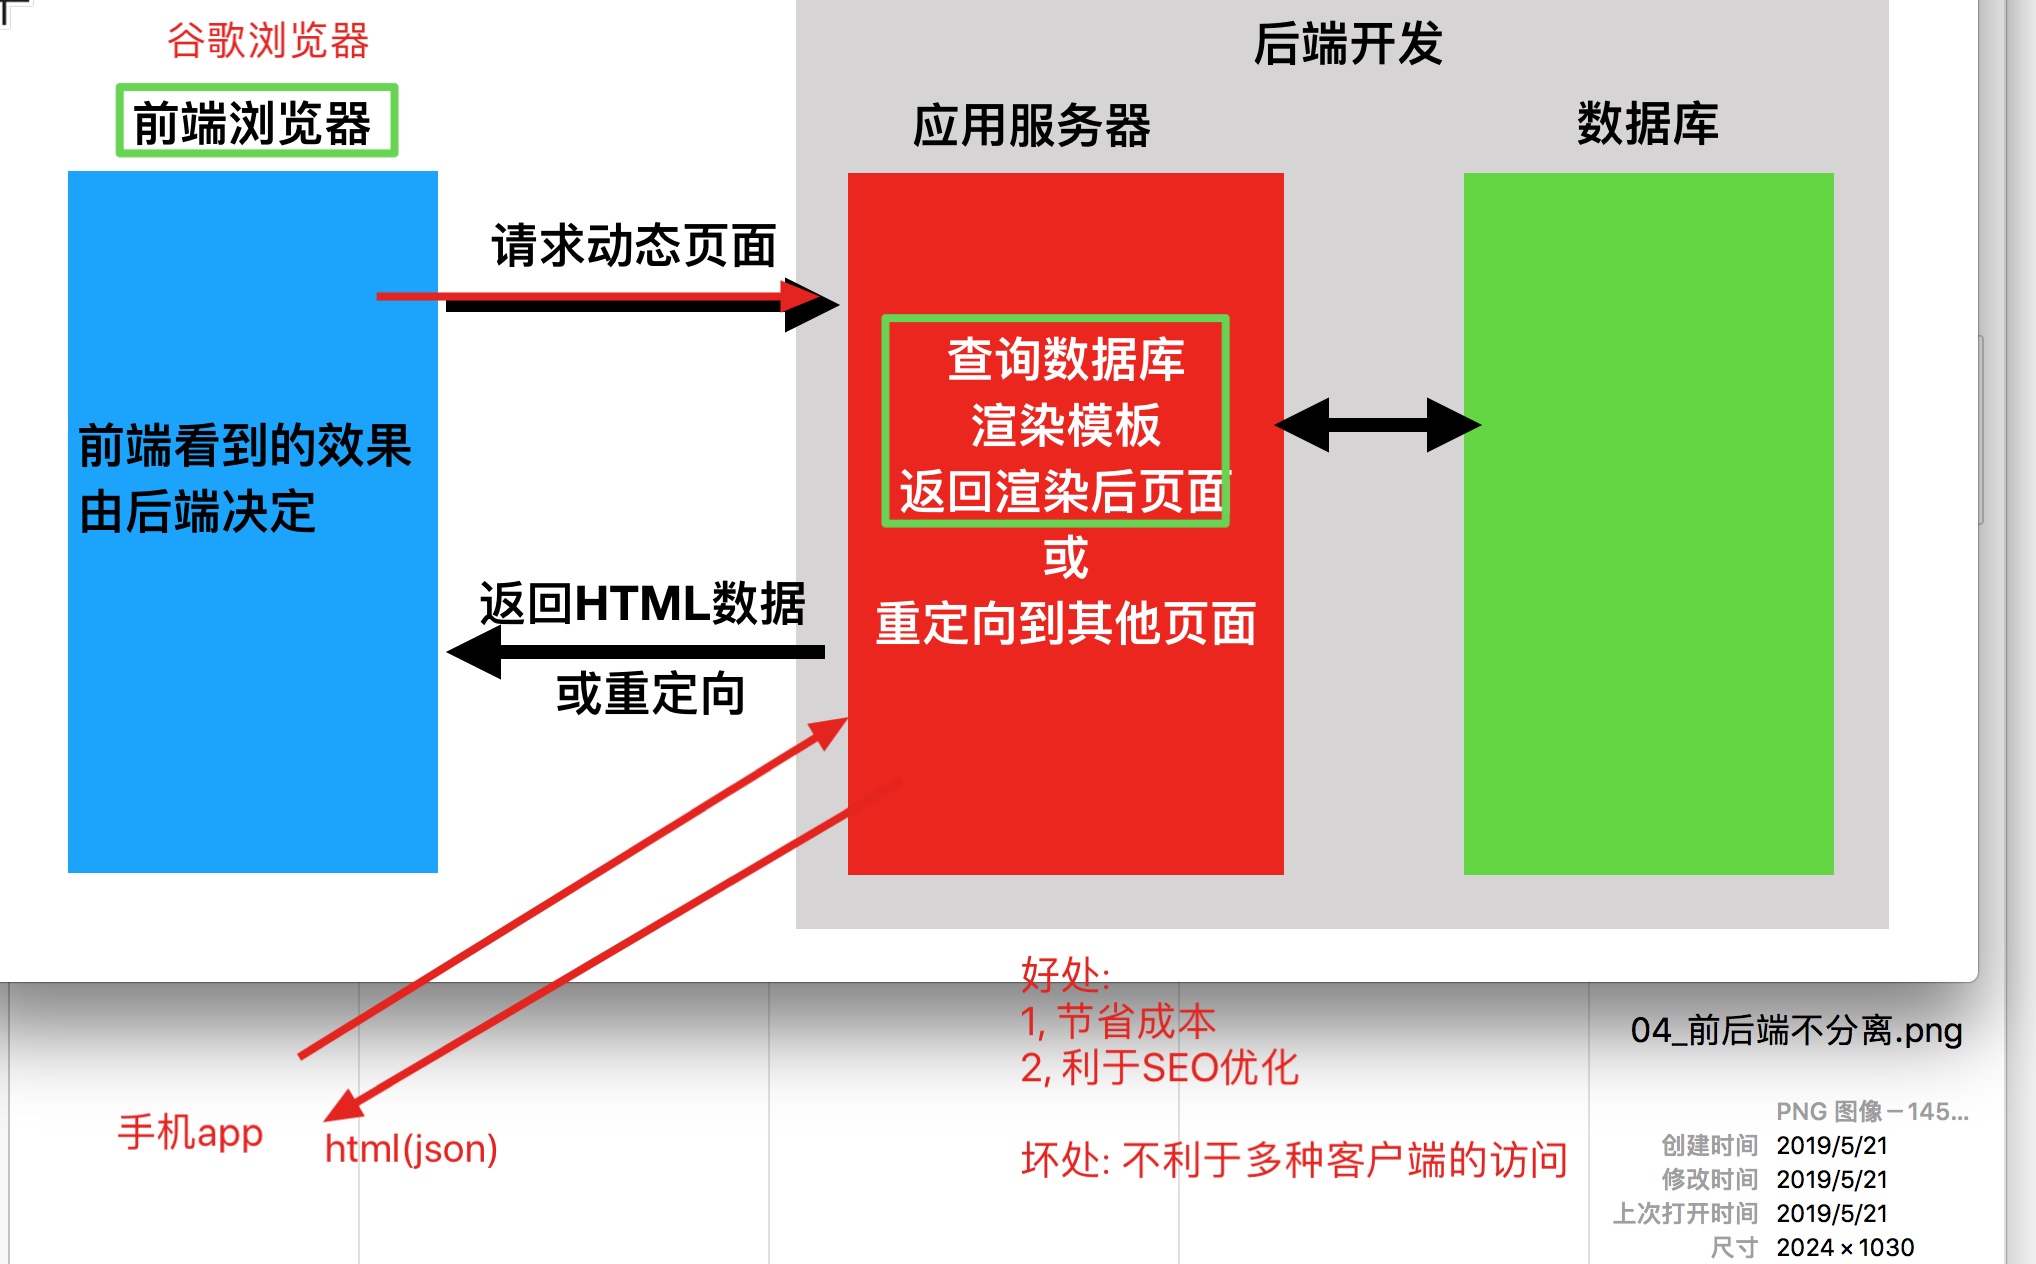 谷歌浏览器
前端浏览器
后端开发
应用服务器
数据库
请求动态页面
前端看到的效果
由后端决定
查询数据库
渲染模板
返回渲染后页面
或
重定向到其他页面
返回HTML数据
或重定向
手机app
html(json)
好处:
1, 节省成本
2, 利于SEO优化
坏处: 不利于多种客户端的访问
04_前后端不分离.png
PNG 图像 – 145...
创建时间 2019/5/21
修改时间 2019/5/21
上次打开时间 2019/5/21
尺寸 2024 × 1030